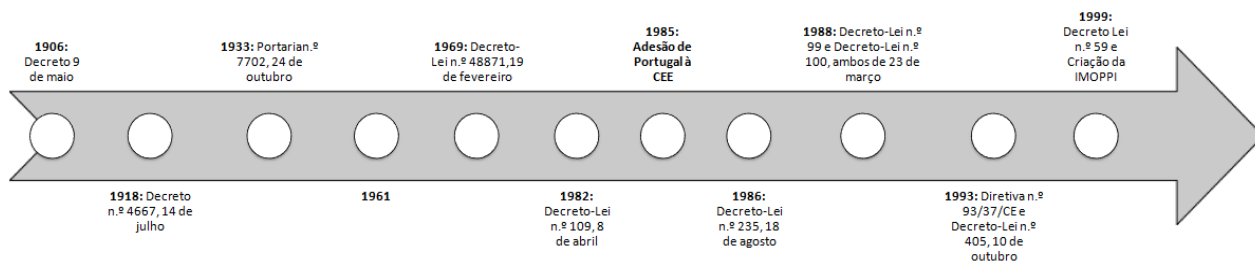 1906:
Decreto 9
de maio
1918: Decreto
n.º 4667, 14 de
julho
1933: Portaria n.º
7702, 24 de
outubro
1961
1969: Decreto-
Lei n.º 48871,19
de fevereiro
1982:
Decreto-Lei
n.º 109, 8
de abril
1985:
Adesão de
Portugal à
CEE
1986:
Decreto-Lei
n.º 235, 18
de agosto
1988: Decreto-Lei n.º
99 e Decreto-Lei n.º
100, ambos de 23 de
março
1993: Diretiva n.º
93/37/CE e
Decreto-Lei n.º
405, 10 de
outubro
1999:
Decreto Lei
n.º 59 e
Criação da
IMOPPI